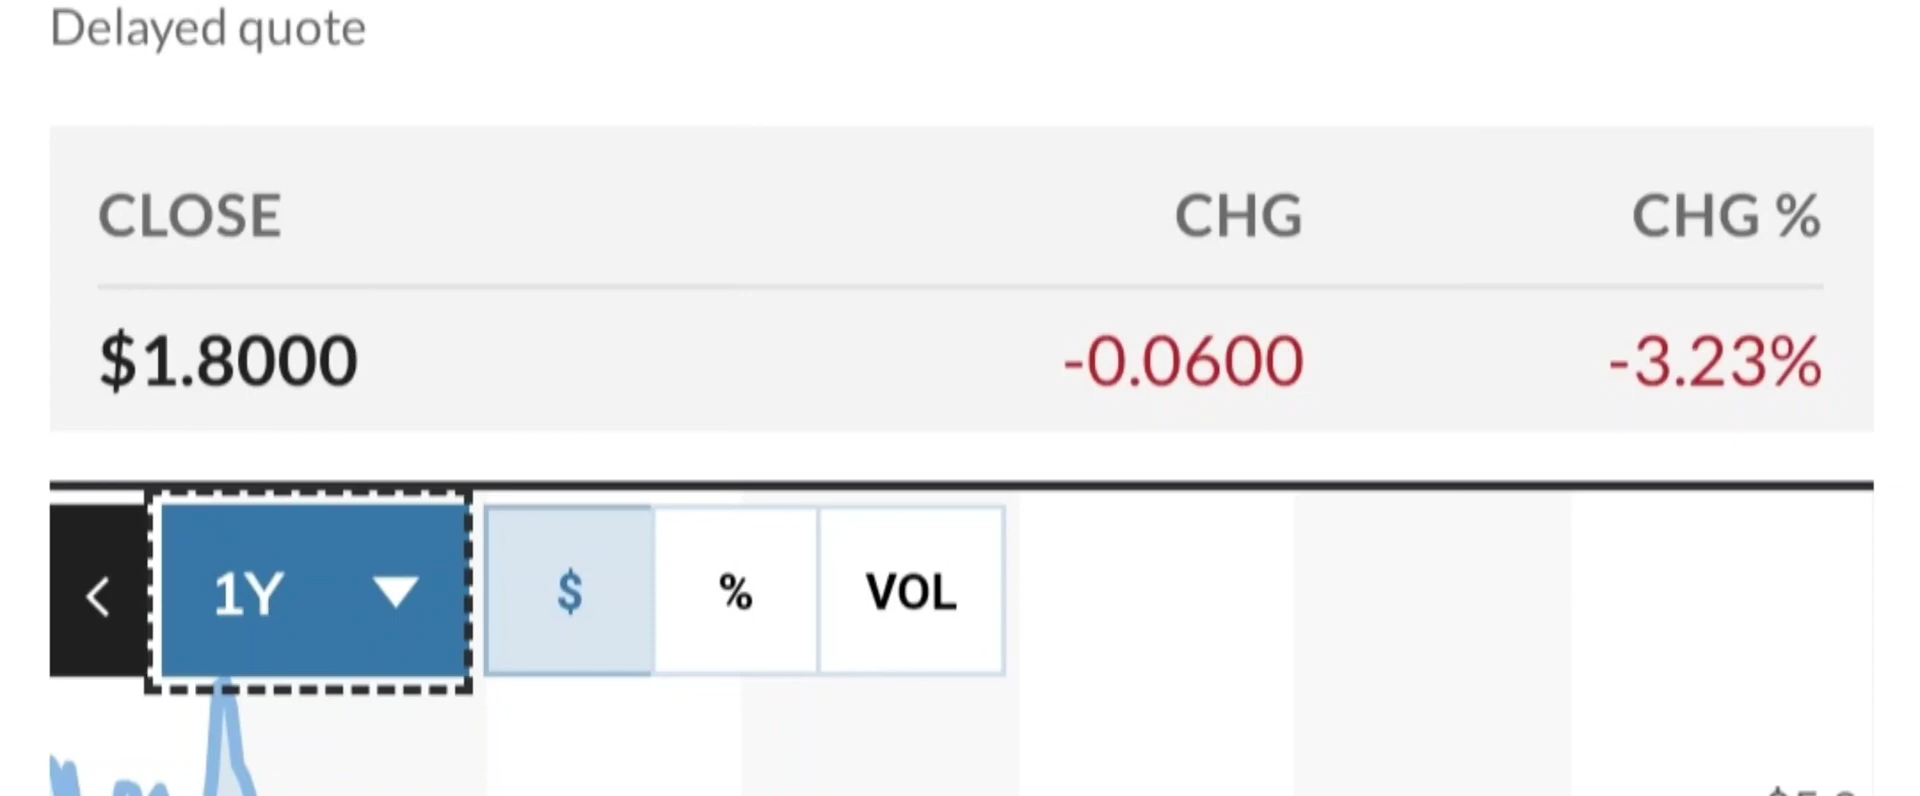 Delayed quote
CLOSE CHG CHG %
$1.8000 -0.0600 -3.23%
1Y $ % VOL